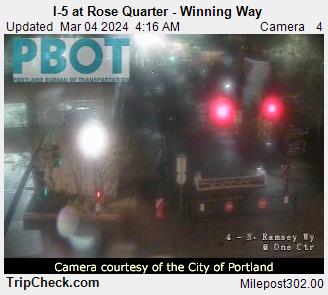 I-5 at Rose Quarter - Winning Way
Updated Mar 04 2024 4:16 AM Camera 4
PBOT
PORTLAND BUREAU OF TRANSPORTATION
4 - N. Ramsey Wy
@ One Ctr
Camera courtesy of the City of Portland
TripCheck.com Milepost302.00